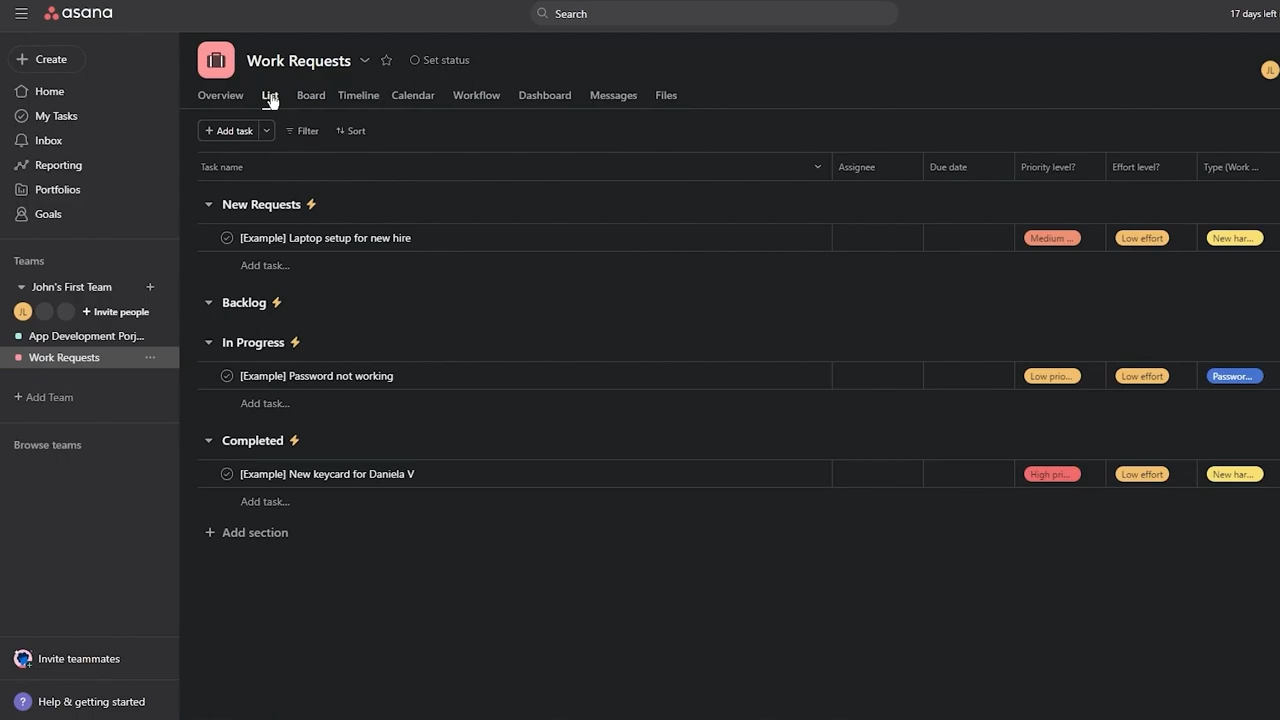 asana
Search
17 days left
Create
Work Requests
Set status
JL
Home
My Tasks
Inbox
Reporting
Portfolios
Goals
Overview
List
Board
Timeline
Calendar
Workflow
Dashboard
Messages
Files
+ Add task
Filter
Sort
Task name
Assignee
Due date
Priority level?
Effort level?
Type (Work ...
New Requests
[Example] Laptop setup for new hire
Medium ...
Low effort
New har...
Add task...
Backlog
In Progress
[Example] Password not working
Low prio...
Low effort
Passwor...
Add task...
Completed
[Example] New keycard for Daniela V
High pri...
Low effort
New har...
Add task...
+ Add section
Teams
John's First Team
+
JL
+ Invite people
App Development Porj...
Work Requests
...
+ Add Team
Browse teams
Invite teammates
? Help & getting started